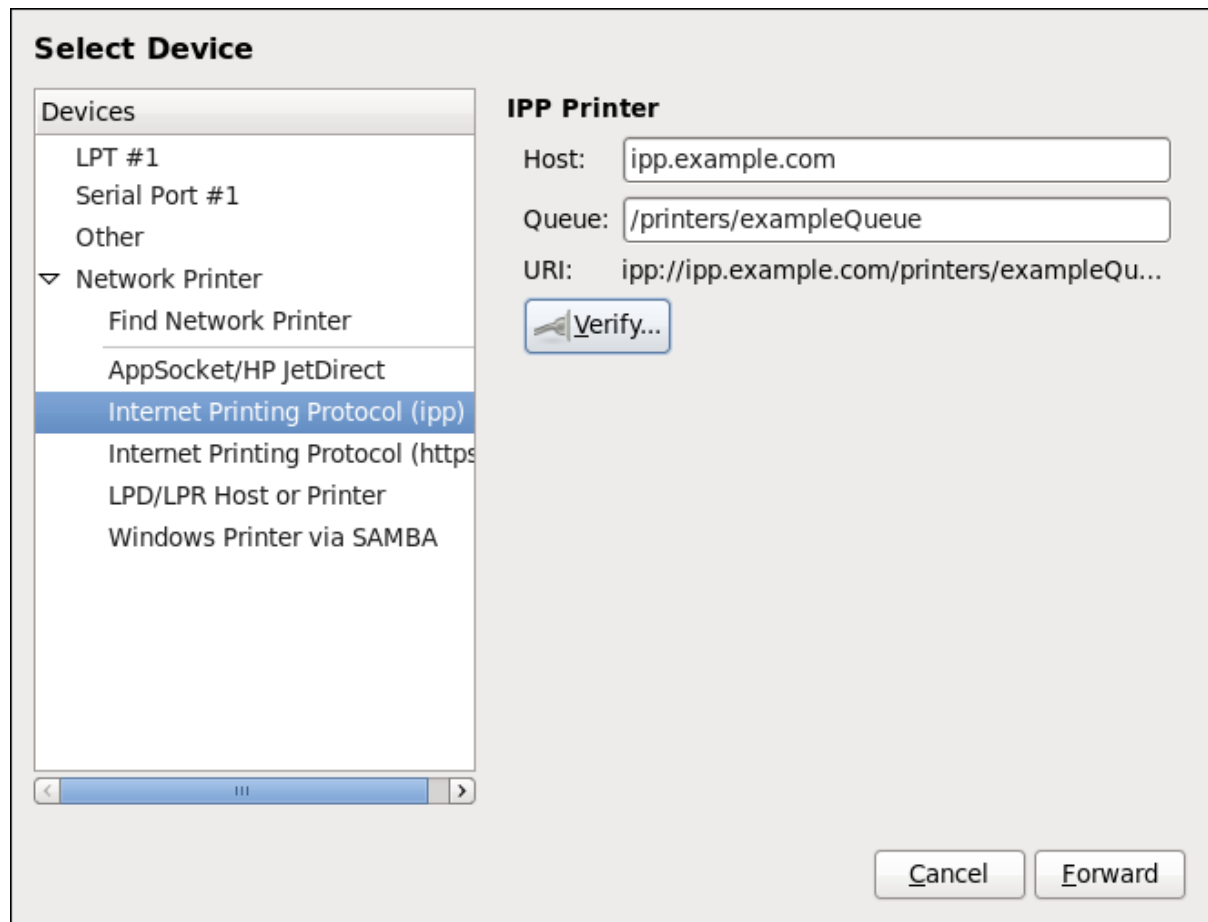 Select Device
Devices
LPT #1
Serial Port #1
Other
Network Printer
Find Network Printer
AppSocket/HP JetDirect
Internet Printing Protocol (ipp)
Internet Printing Protocol (https
LPD/LPR Host or Printer
Windows Printer via SAMBA
IPP Printer
Host: ipp.example.com
Queue: /printers/exampleQueue
URI: ipp://ipp.example.com/printers/exampleQu...
Verify...
Cancel Forward